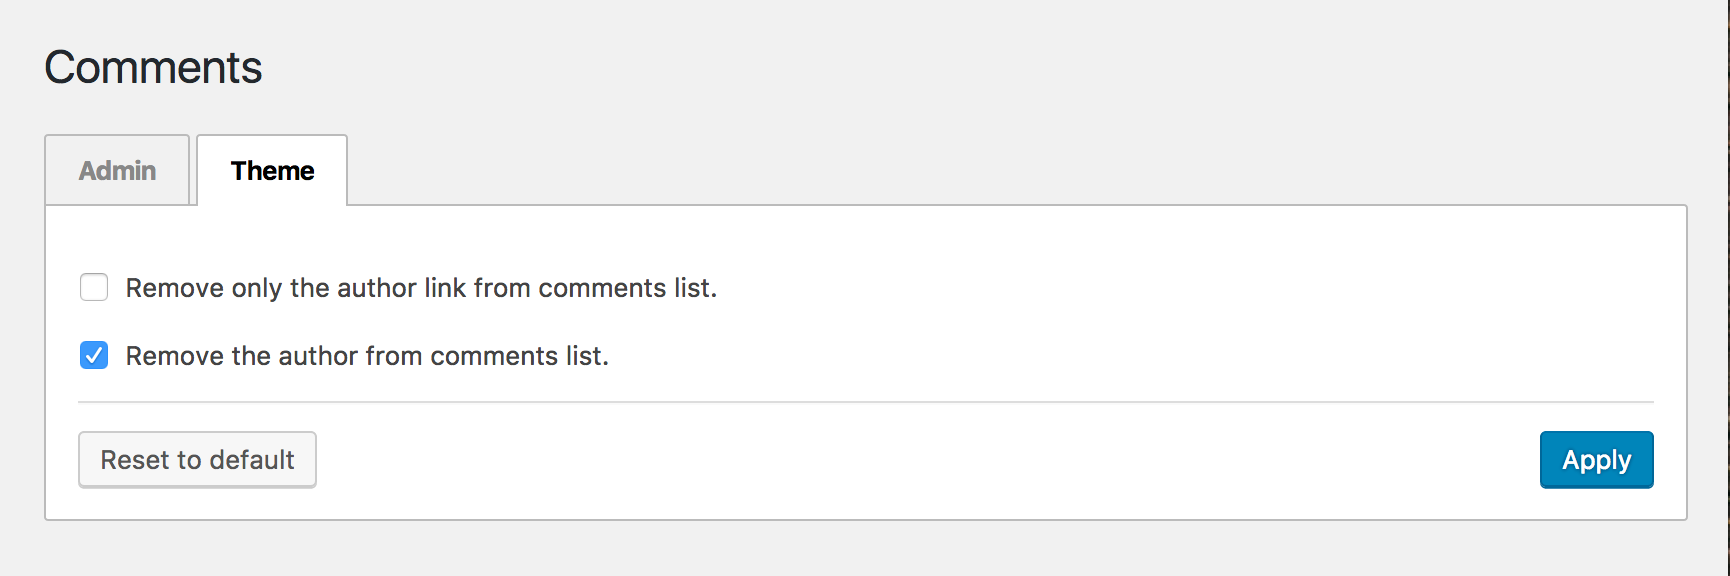 Comments
Admin
Theme
Remove only the author link from comments list.
Remove the author from comments list.
Reset to default
Apply